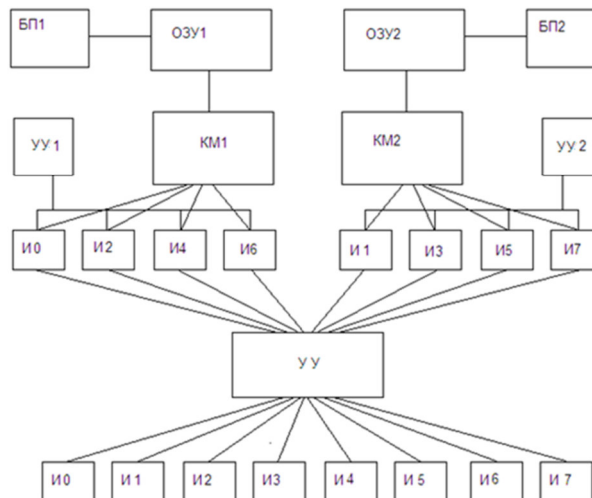 БП1
ОЗУ1
ОЗУ2
БП2
УУ 1
КМ1
КМ2
УУ 2
И 0
И 2
И4
И6
И 1
И3
И5
И7
У У
И 0
И 1
И 2
И3
И 4
И 5
И 6
И 7